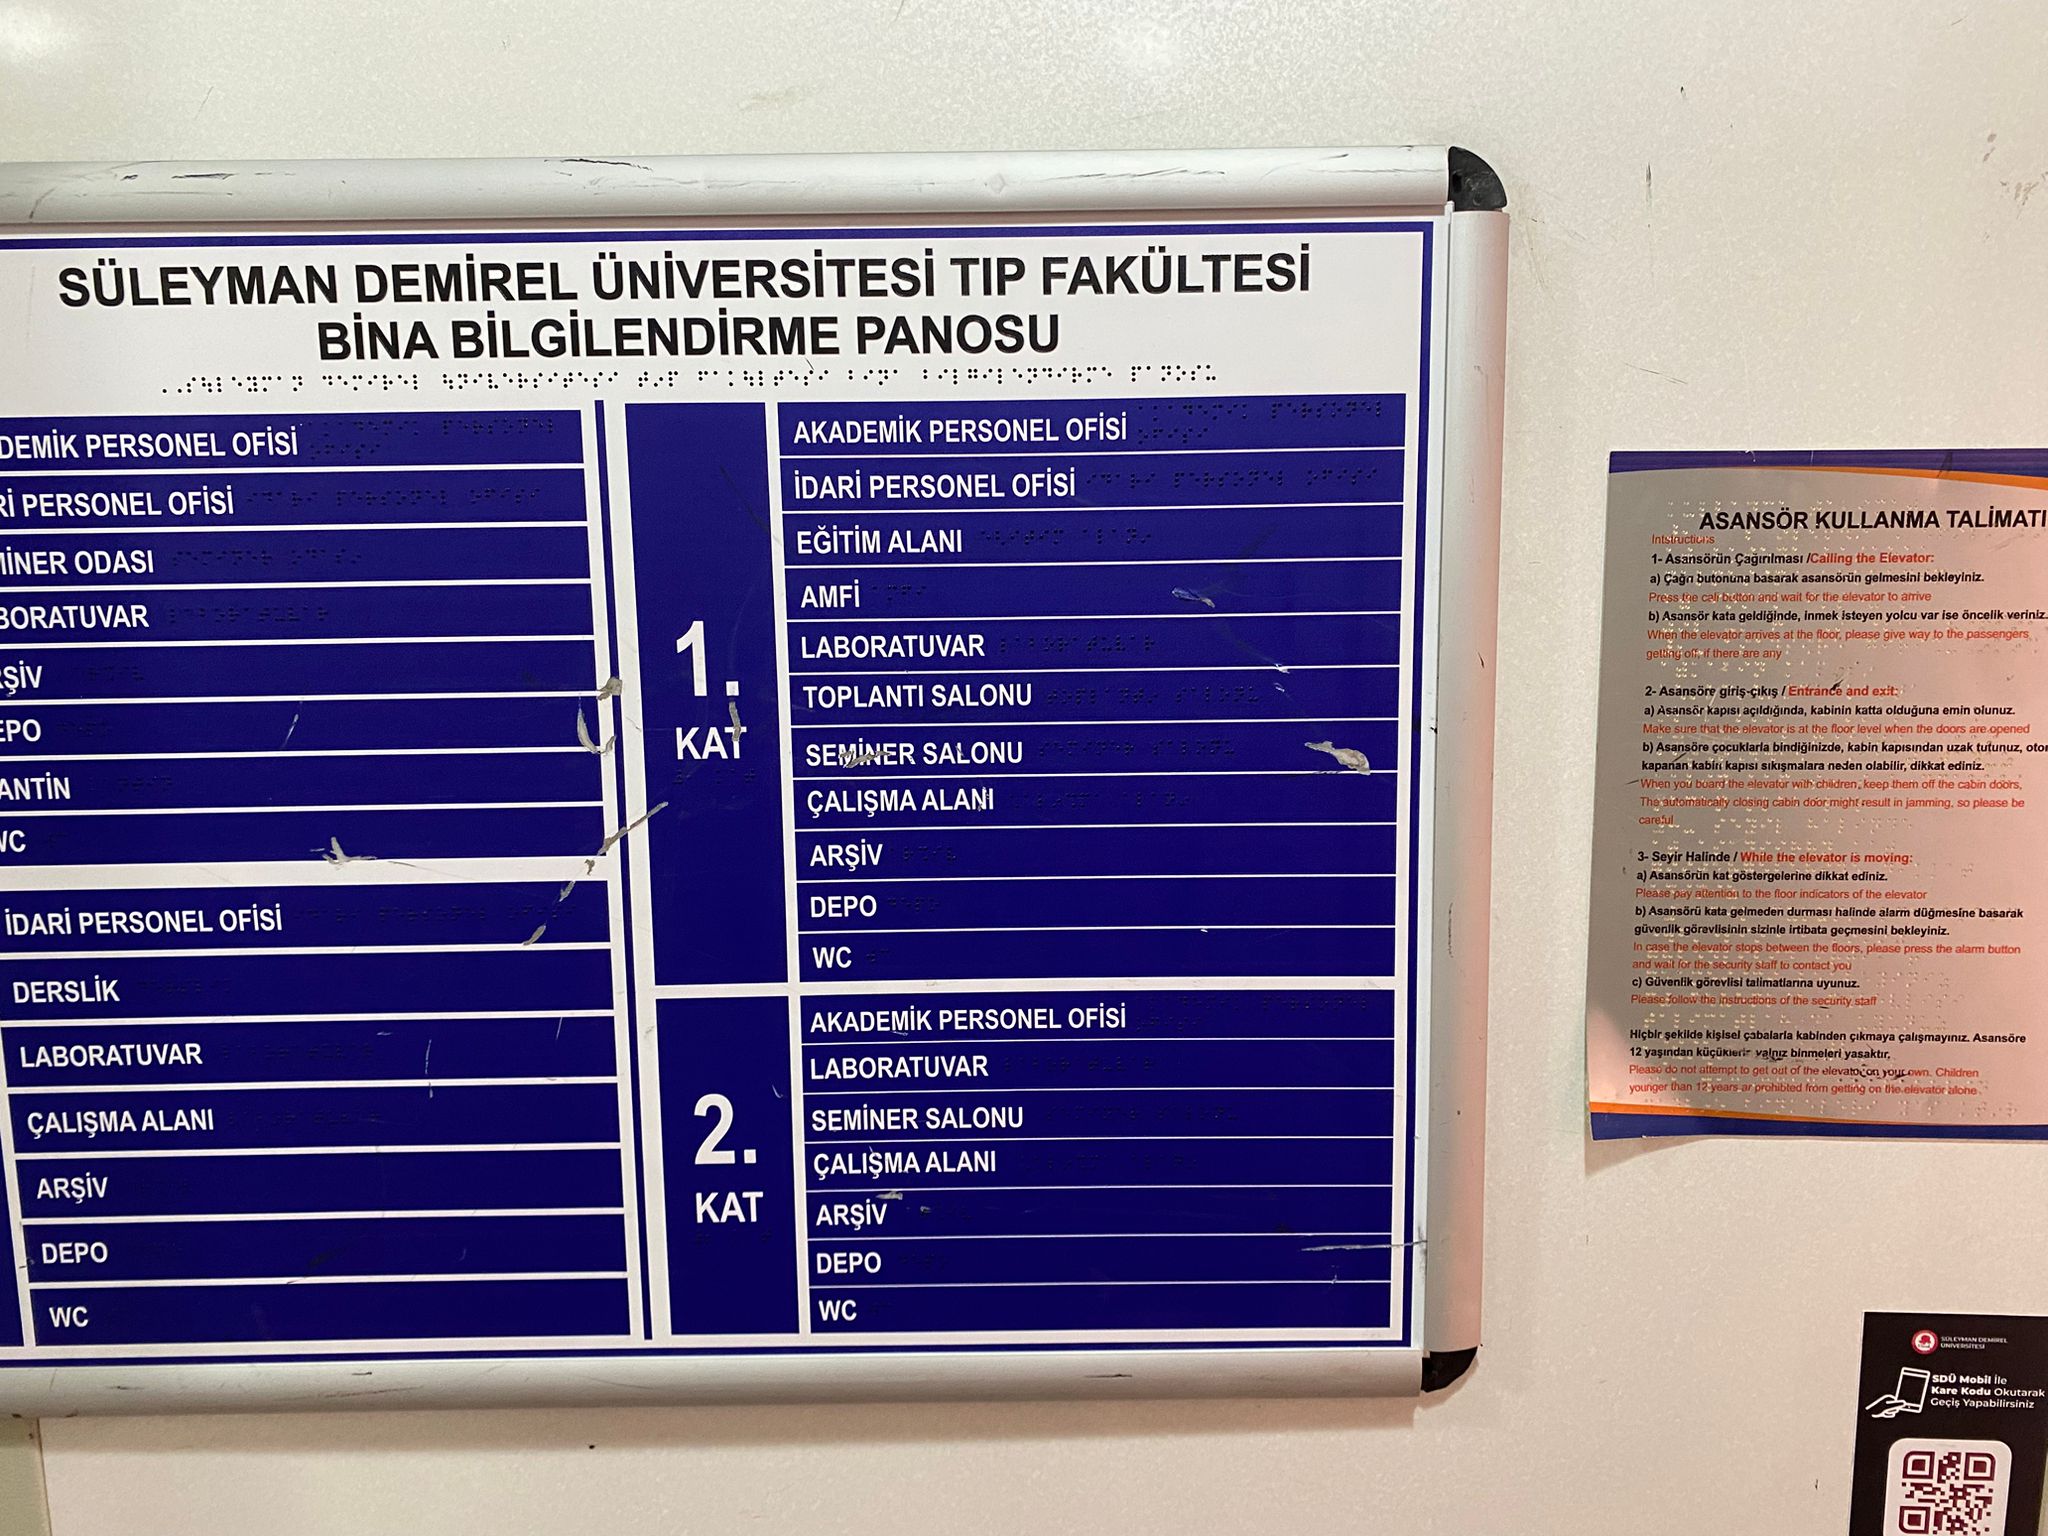 SÜLEYMAN DEMİREL ÜNİVERSİTESİ TIP FAKÜLTESİ
BİNA BİLGİLENDİRME PANOSU
DEMİK PERSONEL OFİSİ
Rİ PERSONEL OFİSİ
İNER ODASI
BORATUVAR
RŞİV
EPO
ANTİN
WC
İDARİ PERSONEL OFİSİ
DERSLİK
LABORATUVAR
ÇALIŞMA ALANI
ARŞİV
DEPO
WC
1.
KAT
AKADEMİK PERSONEL OFİSİ
İDARİ PERSONEL OFİSİ
EĞİTİM ALANI
AMFİ
LABORATUVAR
TOPLANTI SALONU
SEMİNER SALONU
ÇALIŞMA ALANI
ARŞİV
DEPO
WC
2.
KAT
AKADEMİK PERSONEL OFİSİ
LABORATUVAR
SEMİNER SALONU
ÇALIŞMA ALANI
ARŞİV
DEPO
WC
ASANSÖR KULLANMA TALİMATI
Intstructions
1- Asansörün Çağırılması /Calling the Elevator:
a) Çağrı butonuna basarak asansörün gelmesini bekleyiniz.
Press the call button and wait for the elevator to arrive
b) Asansör kata geldiğinde, inmek isteyen yolcu var ise öncelik veriniz.
When the elevator arrives at the floor, please give way to the passengers
getting off, if there are any
2- Asansöre giriş-çıkış / Entrance and exit:
a) Asansör kapısı açıldığında, kabinin katta olduğuna emin olunuz.
Make sure that the elevator is at the floor level when the doors are opened
b) Asansöre çocuklarla bindiğinizde, kabin kapısından uzak tutunuz, otom
kapanan kabin kapısı sıkışmalara neden olabilir, dikkat ediniz.
When you board the elevator with children, keep them off the cabin doors,
The automatically closing cabin door might result in jamming, so please be
careful
3- Seyir Halinde / While the elevator is moving:
a) Asansörün kat göstergelerine dikkat ediniz.
Please pay attention to the floor indicators of the elevator
b) Asansörü kata gelmeden durması halinde alarm düğmesine basarak
güvenlik görevlisinin sizinle irtibata geçmesini bekleyiniz.
In case the elevator stops between the floors, please press the alarm button
and wait for the security staff to contact you
c) Güvenlik görevlisi talimatlarına uyunuz.
Please follow the instructions of the security staff
Hiçbir şekilde kişisel çabalarla kabinden çıkmaya çalışmayınız. Asansöre
12 yaşından küçüklerin yalnız binmeleri yasaktır.
Please do not attempt to get out of the elevator on your own. Children
younger than 12 years ar prohibted from getting on the elevator alone
SÜLEYMAN DEMİREL
ÜNİVERSİTESİ
SDÜ Mobil İle
Kare Kodu Okutarak
Geçiş Yapabilirsiniz